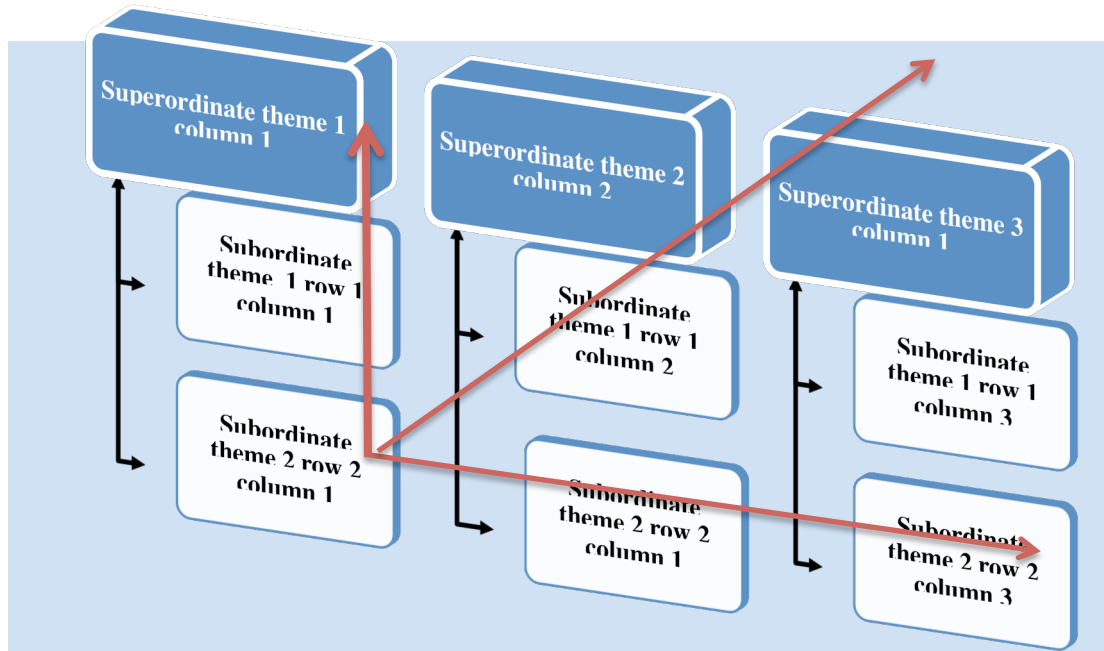 Superordinate theme 1
column 1
Subordinate
theme 1 row 1
column 1
Subordinate
theme 2 row 2
column 1
Superordinate theme 2
column 2
Subordinate
theme 1 row 1
column 2
Subordinate
theme 2 row 2
column 1
Superordinate theme 3
column 1
Subordinate
theme 1 row 1
column 3
Subordinate
theme 2 row 2
column 3